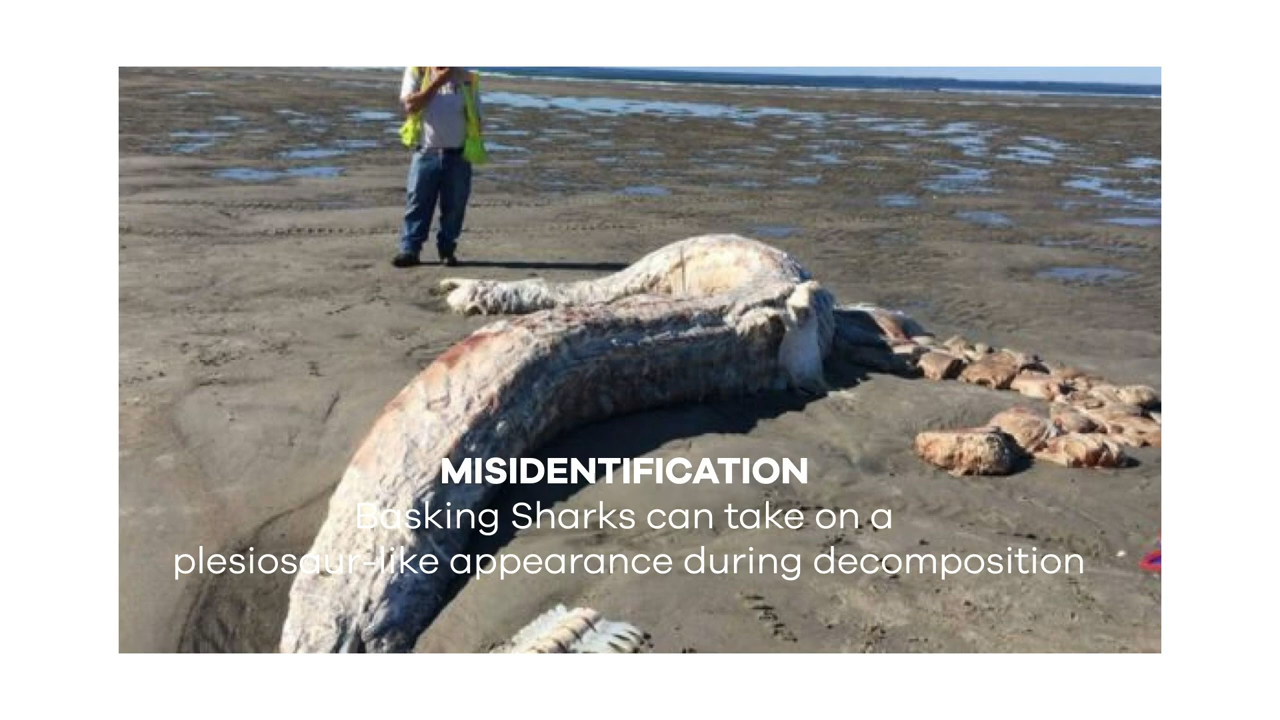 MISIDENTIFICATION
Basking Sharks can take on a
plesiosaur-like appearance during decomposition